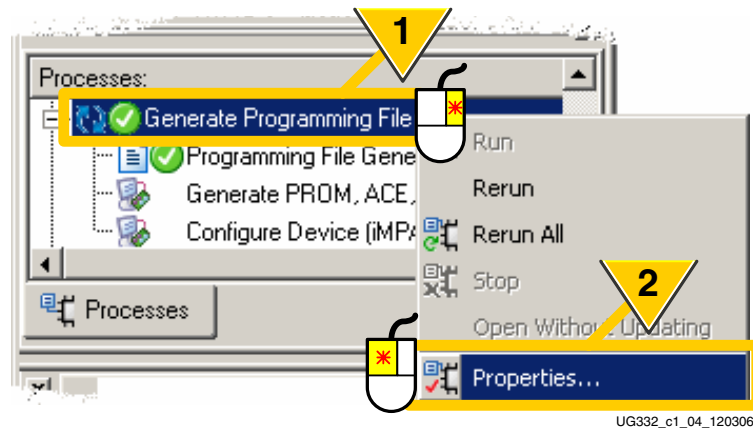 1
Processes:
Generate Programming File
Programming File Gene
Generate PROM, ACE,
Configure Device (iMPA
Processes
Run
Rerun
Rerun All
Stop
2
Open Without Updating
Properties...
UG332_c1_04_120306